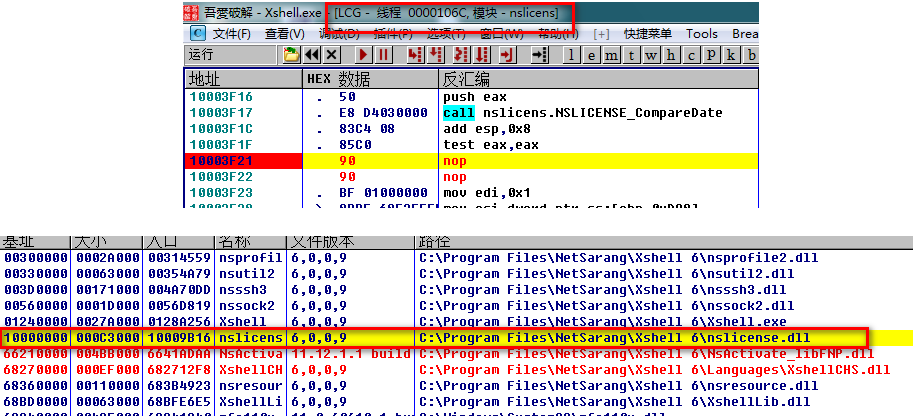 吾愛破解 - Xshell.exe - [LCG - 线程 0000106C, 模块 - nslicens]
C 文件(F) 查看(V) 调试(D) 插件(P) 选项(T) 窗口(W) 帮助(H) [+] 快捷菜单 Tools Brea
运行 l e m t w h c p k b
地址 HEX 数据 反汇编
10003F16 . 50 push eax
10003F17 . E8 D4030000 call nslicens.NSLICENSE_CompareDate
10003F1C . 83C4 08 add esp,0x8
10003F1F . 85C0 test eax,eax
10003F21 90 nop
10003F22 90 nop
10003F23 . BF 01000000 mov edi,0x1
基址 大小 入口 名称 文件版本 路径
00300000 0002A000 00314559 nsprofil 6,0,0,9 C:\Program Files\NetSarang\Xshell 6\nsprofile2.dll
00330000 00063000 00354A79 nsutil2 6,0,0,9 C:\Program Files\NetSarang\Xshell 6\nsutil2.dll
003D0000 00171000 004A70DD nsssh3 6,0,0,9 C:\Program Files\NetSarang\Xshell 6\nsssh3.dll
00560000 0001D000 0056D819 nssock2 6,0,0,9 C:\Program Files\NetSarang\Xshell 6\nssock2.dll
01240000 0027A000 0128A256 Xshell 6,0,0,9 C:\Program Files\NetSarang\Xshell 6\Xshell.exe
10000000 000C3000 10009B16 nslicens 6,0,0,9 C:\Program Files\NetSarang\Xshell 6\nslicense.dll
66210000 004BB000 6641ADAA NsActiva 11.12.1.1 build C:\Program Files\NetSarang\Xshell 6\NsActivate_libFNP.dll
68270000 000EF000 682712F8 XshellCH 6,0,0,9 C:\Program Files\NetSarang\Xshell 6\Languages\XshellCHS.dll
68360000 00110000 683B4923 nsresour 6,0,0,9 C:\Program Files\NetSarang\Xshell 6\nsresource.dll
68BD0000 00063000 68BFE6E5 XshellLi 6,0,0,9 C:\Program Files\NetSarang\Xshell 6\XshellLib.dll